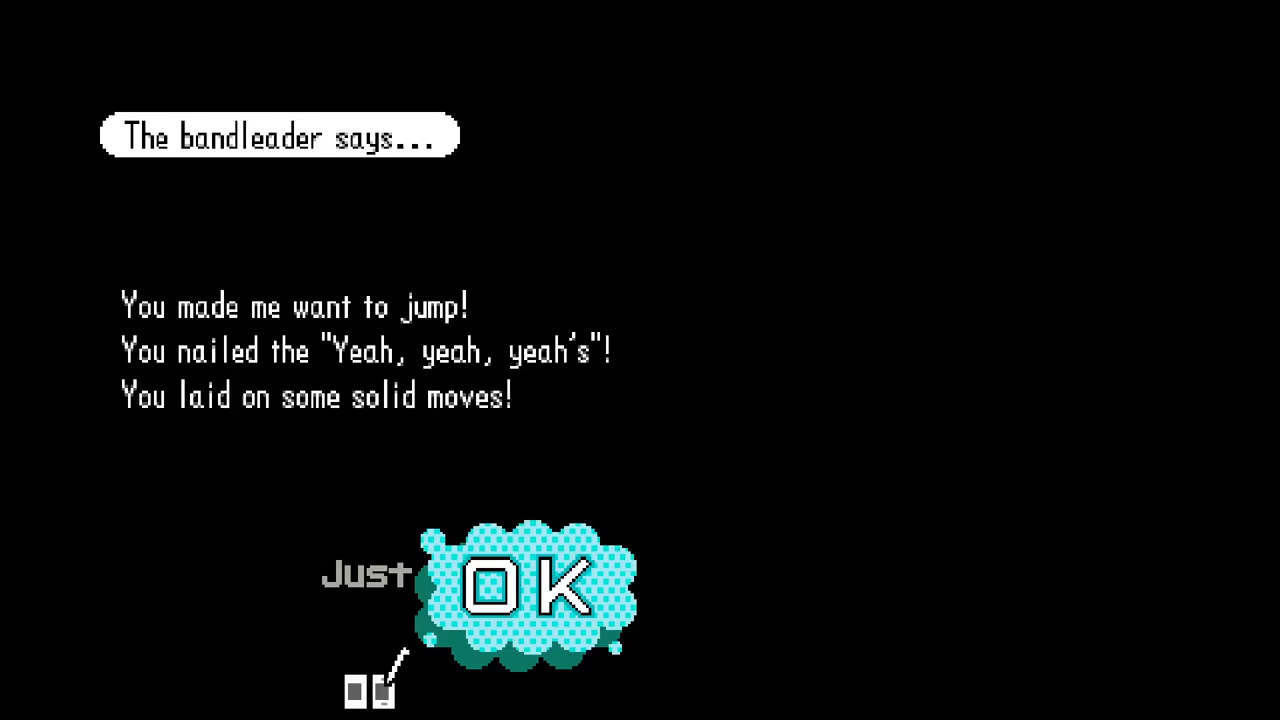 The bandleader says...
You made me want to jump!
You nailed the "Yeah, yeah, yeah's"!
You laid on some solid moves!
Just OK